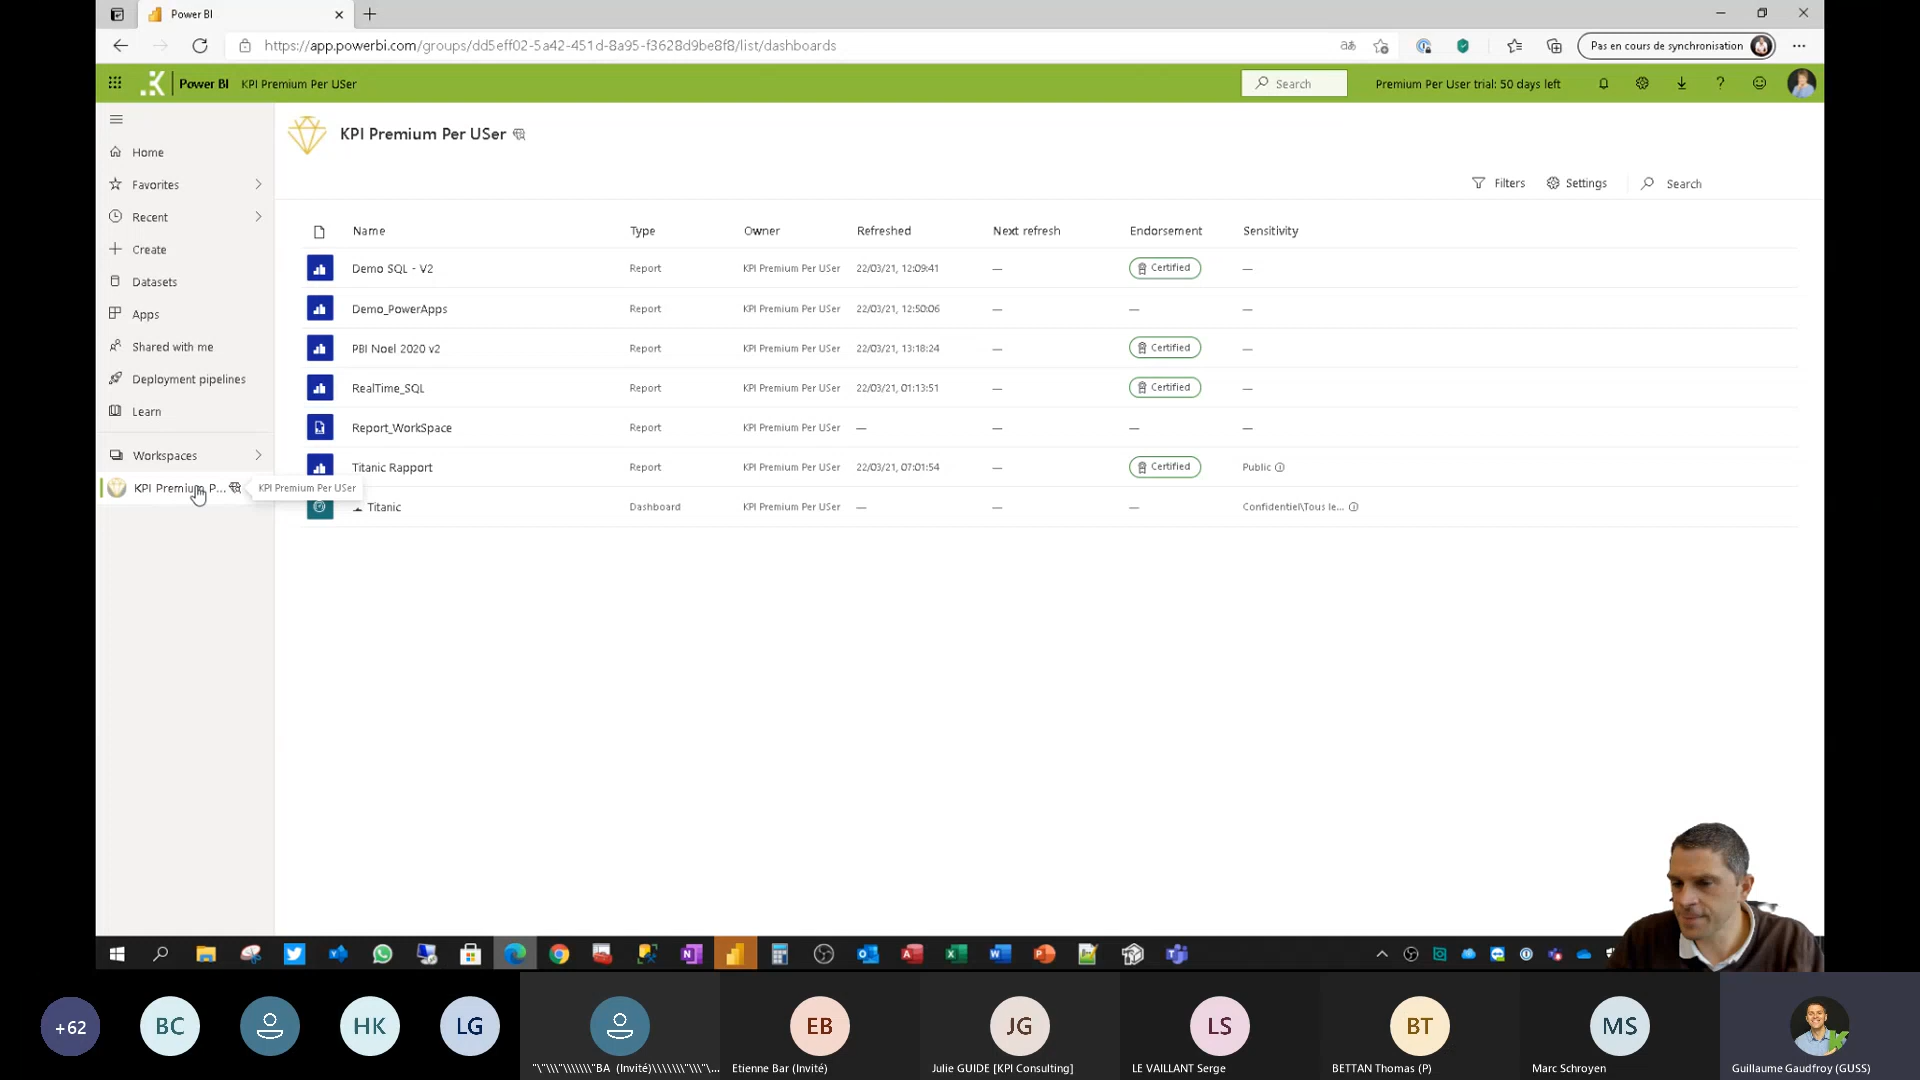 Power BI
https://app.powerbi.com/groups/dd5eff02-5a42-451d-8a95-f3628d9be8f8/list/dashboards
Pas en cours de synchronisation
Power BI KPI Premium Per USer
Search
Premium Per User trial: 50 days left
Home
Favorites
Recent
Create
Datasets
Apps
Shared with me
Deployment pipelines
Learn
Workspaces
KPI Premium P...
KPI Premium Per USer
KPI Premium Per USer
Filters
Settings
Search
Name Type Owner Refreshed Next refresh Endorsement Sensitivity
Demo SQL - V2 Report KPI Premium Per USer 22/03/21, 12:09:41 — Certified —
Demo_PowerApps Report KPI Premium Per USer 22/03/21, 12:50:06 — — —
PBI Noel 2020 v2 Report KPI Premium Per USer 22/03/21, 13:18:24 — Certified —
RealTime_SQL Report KPI Premium Per USer 22/03/21, 01:13:51 — Certified —
Report_WorkSpace Report KPI Premium Per USer — — — —
Titanic Rapport Report KPI Premium Per USer 22/03/21, 07:01:54 — Certified Public
Titanic Dashboard KPI Premium Per USer — — — Confidentiel\Tous le...
+62
BC
HK
LG
EB
JG
LS
BT
MS
"\"\\\"\\\\\\\"BA (Invité)\\\\\\\"\\\"\...
Etienne Bar (Invité)
Julie GUIDE [KPI Consulting]
LE VAILLANT Serge
BETTAN Thomas (P)
Marc Schroyen
Guillaume Gaudfroy (GUSS)